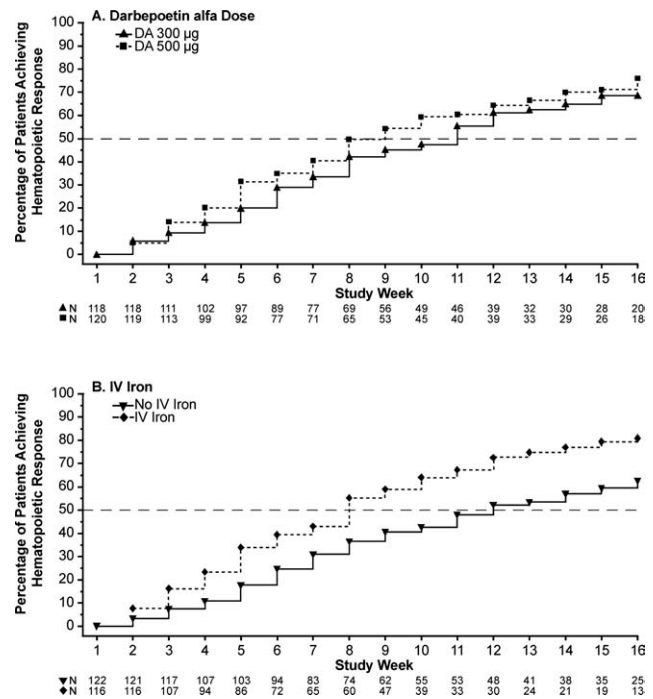 A. Darbepoetin alfa Dose
DA 300 µg
DA 500 µg
Percentage of Patients Achieving
Hematopoietic Response
100
90
80
70
60
50
40
30
20
10
0
1 2 3 4 5 6 7 8 9 10 11 12 13 14 15 16
Study Week
▲N 118 118 111 102 97 89 77 69 56 49 46 39 32 30 28 20
■N 120 119 113 99 92 77 71 65 53 45 40 39 33 29 26 18
B. IV Iron
No IV Iron
IV Iron
Percentage of Patients Achieving
Hematopoietic Response
100
90
80
70
60
50
40
30
20
10
0
1 2 3 4 5 6 7 8 9 10 11 12 13 14 15 16
Study Week
▼N 122 121 117 107 103 94 83 74 62 55 53 48 41 38 35 25
◆N 116 116 107 94 86 72 65 60 47 39 33 30 24 21 19 13